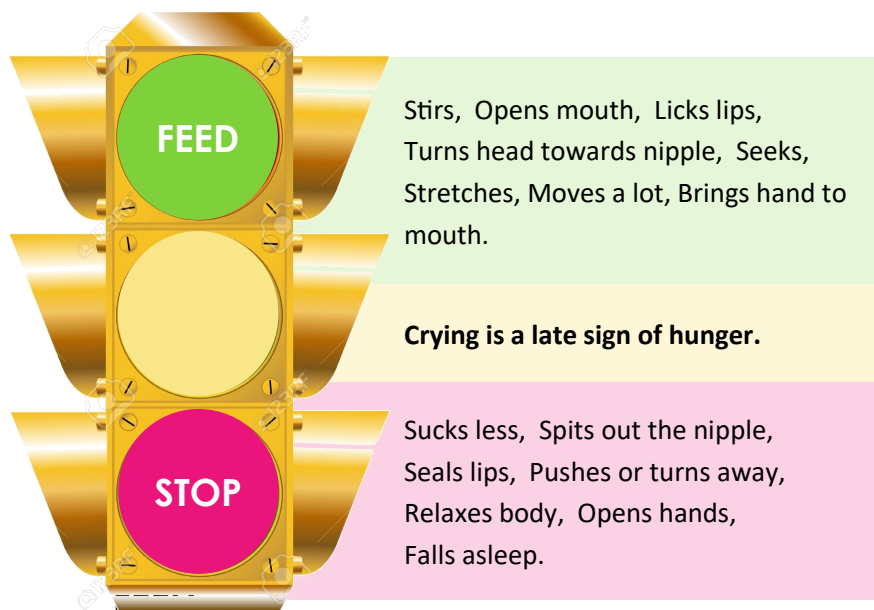 FEED
Stirs, Opens mouth, Licks lips,
Turns head towards nipple, Seeks,
Stretches, Moves a lot, Brings hand to
mouth.
Crying is a late sign of hunger.
STOP
Sucks less, Spits out the nipple,
Seals lips, Pushes or turns away,
Relaxes body, Opens hands,
Falls asleep.